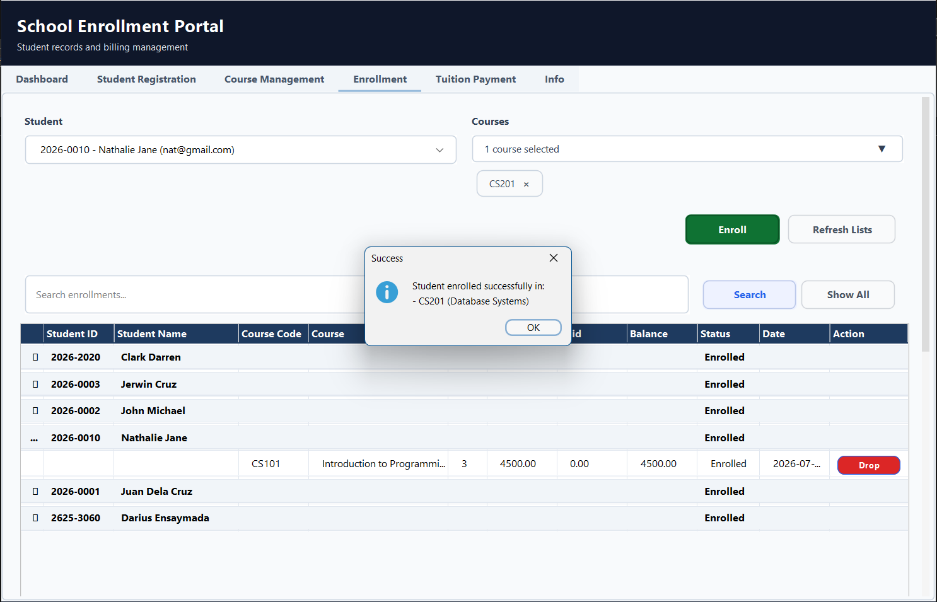 School Enrollment Portal
Student records and billing management
Dashboard Student Registration Course Management Enrollment Tuition Payment Info
Student Courses
2026-0010 - Nathalie Jane (nat@gmail.com) 1 course selected ▼
CS201 ×
Enroll Refresh Lists
Success
Student enrolled successfully in:
- CS201 (Database Systems)
OK
Search enrollments... Search Show All
Student ID Student Name Course Code Course Balance Status Date Action
2026-2020 Clark Darren Enrolled
2026-0003 Jerwin Cruz Enrolled
2026-0002 John Michael Enrolled
... 2026-0010 Nathalie Jane Enrolled
CS101 Introduction to Programmi... 3 4500.00 0.00 4500.00 Enrolled 2026-07-... Drop
2026-0001 Juan Dela Cruz Enrolled
2625-3060 Darius Ensaymada Enrolled